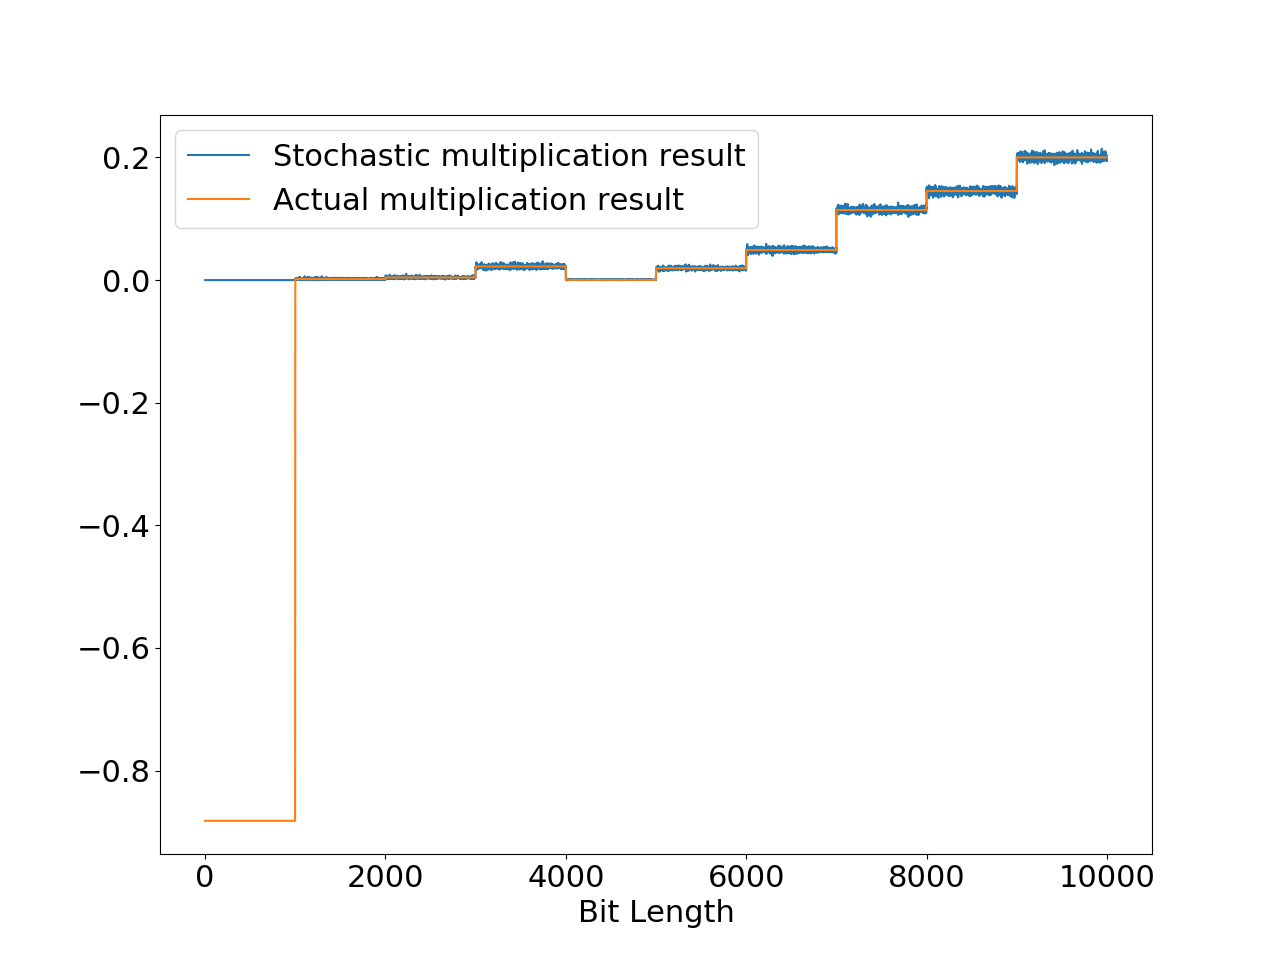 Stochastic multiplication result
Actual multiplication result
0.2
0.0
−0.2
−0.4
−0.6
−0.8
0 2000 4000 6000 8000 10000
Bit Length